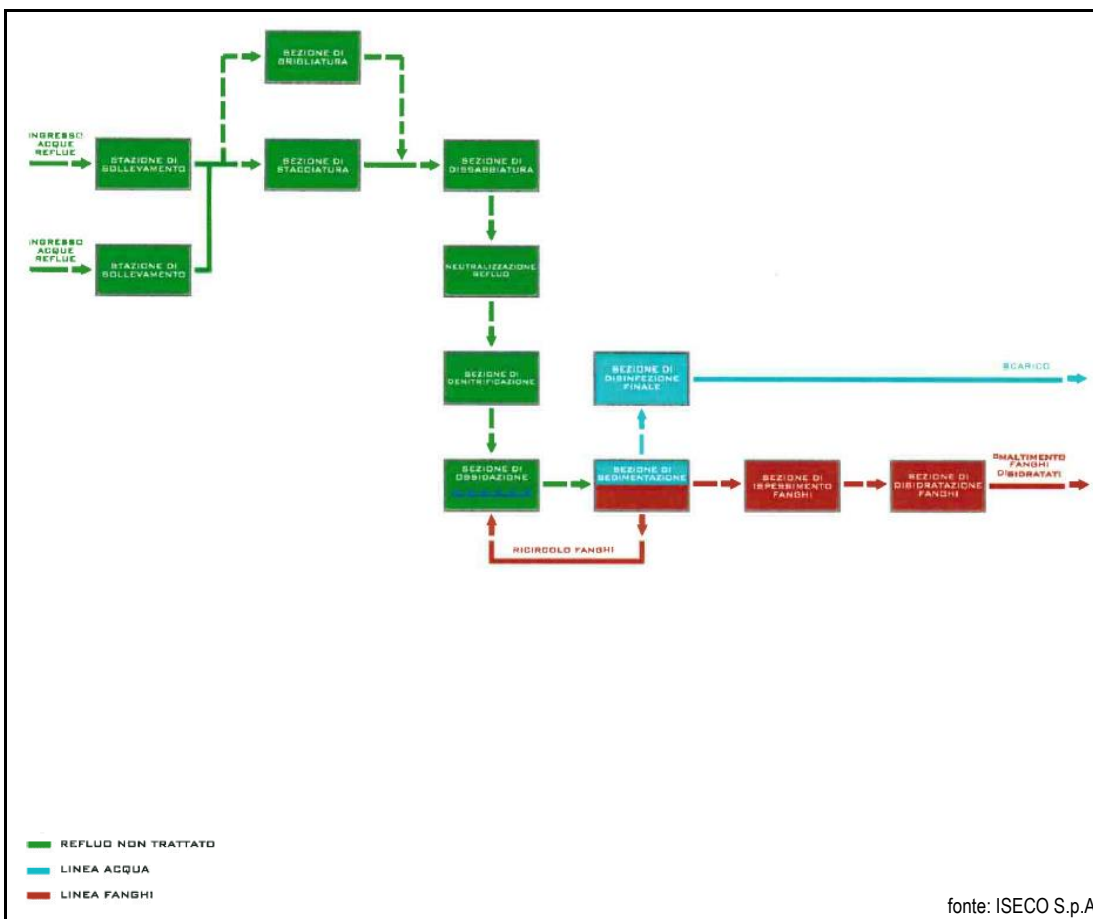 SEZIONE DI
GRIGLIATURA
INGRESSO
ACQUE
REFLUE
STAZIONE DI
SOLLEVAMENTO
SEZIONE DI
STACCIATURA
SEZIONE DI
DISSABBIATURA
INGRESSO
ACQUE
REFLUE
STAZIONE DI
SOLLEVAMENTO
NEUTRALIZZAZIONE
REFLUO
SEZIONE DI
DENITRIFICAZIONE
SEZIONE DI
DISINFEZIONE
FINALE
SCARICO
SEZIONE DI
OSSIDAZIONE
SEZIONE DI
SEDIMENTAZIONE
SEZIONE DI
ISPESSIMENTO
FANGHI
SEZIONE DI
DISIDRATAZIONE
FANGHI
SMALTIMENTO
FANGHI
DISIDRATATI
RICIRCOLO FANGHI
REFLUO NON TRATTATO
LINEA ACQUA
LINEA FANGHI
fonte: ISECO S.p.A